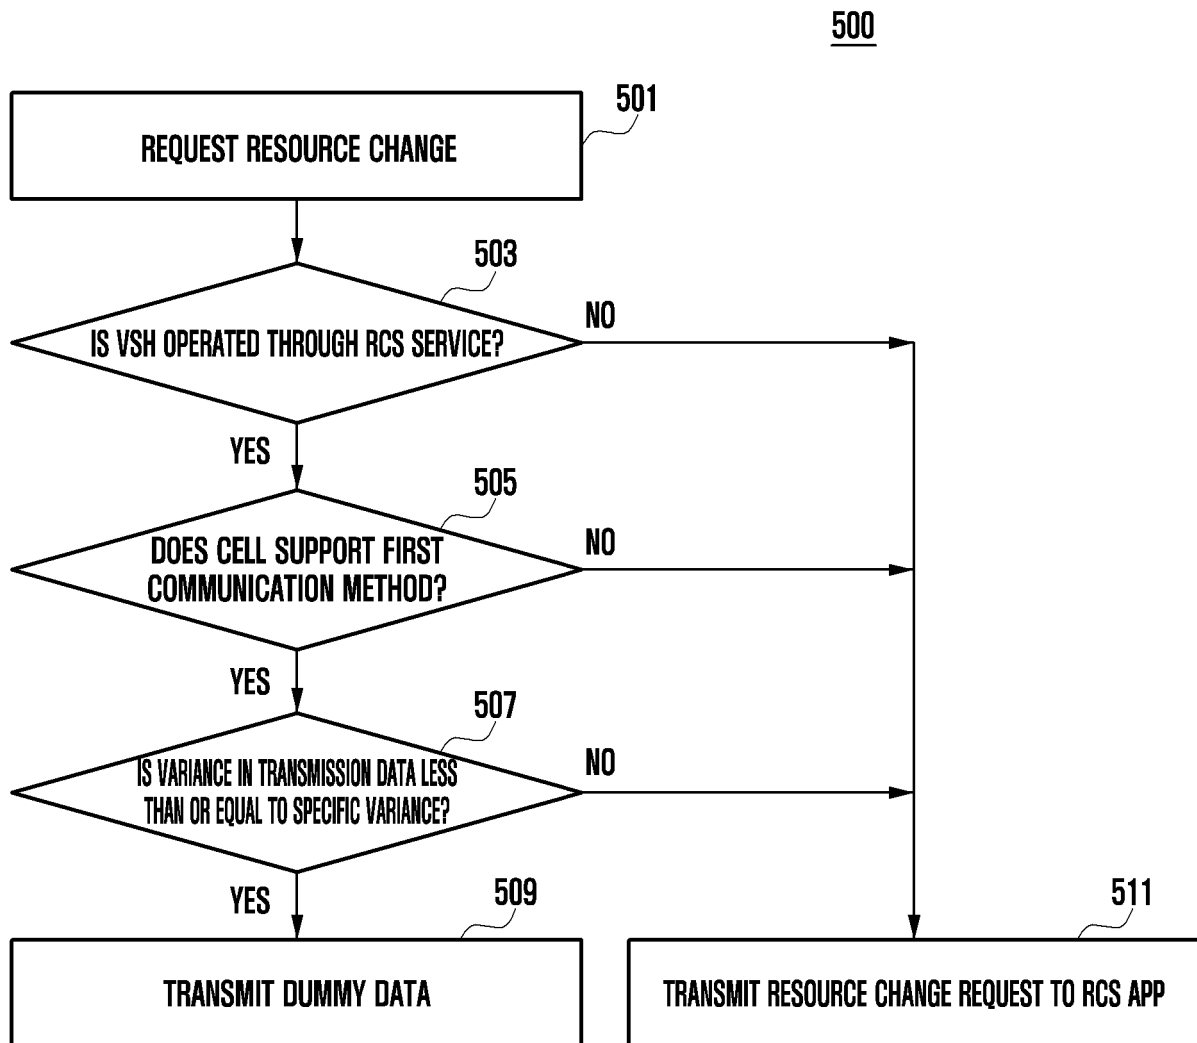 500
501
REQUEST RESOURCE CHANGE
503
IS VSH OPERATED THROUGH RCS SERVICE?
NO
YES
505
DOES CELL SUPPORT FIRST
COMMUNICATION METHOD?
NO
YES
507
IS VARIANCE IN TRANSMISSION DATA LESS
THAN OR EQUAL TO SPECIFIC VARIANCE?
NO
YES
509
TRANSMIT DUMMY DATA
511
TRANSMIT RESOURCE CHANGE REQUEST TO RCS APP